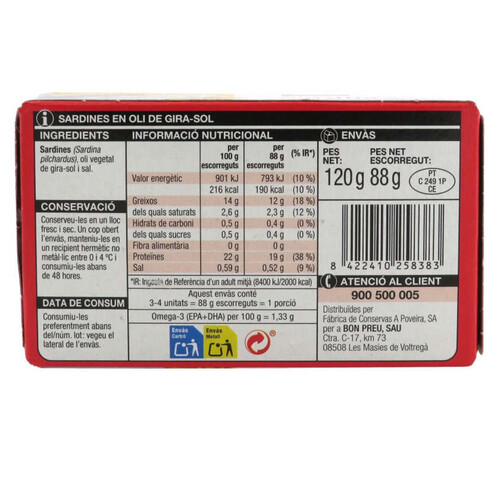 SARDINES EN OLI DE GIRA-SOL
INGREDIENTS
Sardines (Sardina
pilchardus), oli vegetal
de gira-sol i sal.
CONSERVACIÓ
Conserveu-les en un lloc
fresc i sec. Un cop obert
l'envàs, manteniu-les en
un recipient hermètic no
metàl·lic entre 0 i 4 ºC i
consumiu-les abans
de 48 hores.
DATA DE CONSUM
Consumiu-les
preferentment abans
del/núm. lot: vegeu el
lateral de l'envàs.
INFORMACIÓ NUTRICIONAL
per per
100 g 88 g (% IR*)
escorreguts escorreguts
Valor energètic 901 kJ 793 kJ (10 %)
216 kcal 190 kcal (10 %)
Greixos 14 g 12 g (18 %)
dels quals saturats 2,6 g 2,3 g (12 %)
Hidrats de carboni 0,5 g 0,4 g (0 %)
dels quals sucres 0,5 g 0,4 g (0 %)
Fibra alimentària 0 g 0 g
Proteïnes 22 g 19 g (38 %)
Sal 0,59 g 0,52 g (9 %)
*IR: Ingesta de Referència d'un adult mitjà (8400 kJ/2000 kcal)
Aquest envàs conté:
3-4 unitats = 88 g escorreguts = 1 porció
Omega-3 (EPA+DHA) per 100 g = 1,33 g
Envàs
Cartró
Envàs
Metall
ENVÀS
PES PES NET
NET: ESCORREGUT:
120 g 88 g
PT
C 249 1P
CE
8 422410 258383
ATENCIÓ AL CLIENT
900 500 005
Distribuïdes per
Fábrica de Conservas A Poveira, SA
per a BON PREU, SAU
Ctra. C-17, km 73
08508 Les Masies de Voltregà